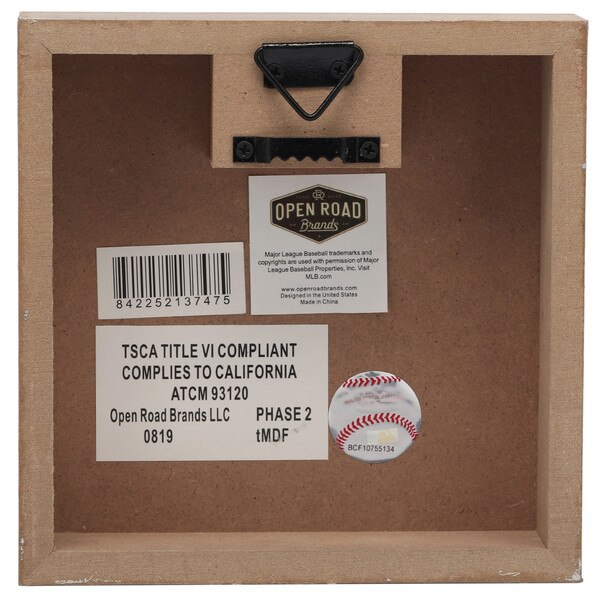 OPEN ROAD
Brands
Major League Baseball trademarks and
copyrights are used with permission of Major
League Baseball Properties, Inc. Visit
MLB.com
www.openroadbrands.com
Designed in the United States
Made in China
842252137475
TSCA TITLE VI COMPLIANT
COMPLIES TO CALIFORNIA
ATCM 93120
Open Road Brands LLC PHASE 2
0819 tMDF
BCF10755134